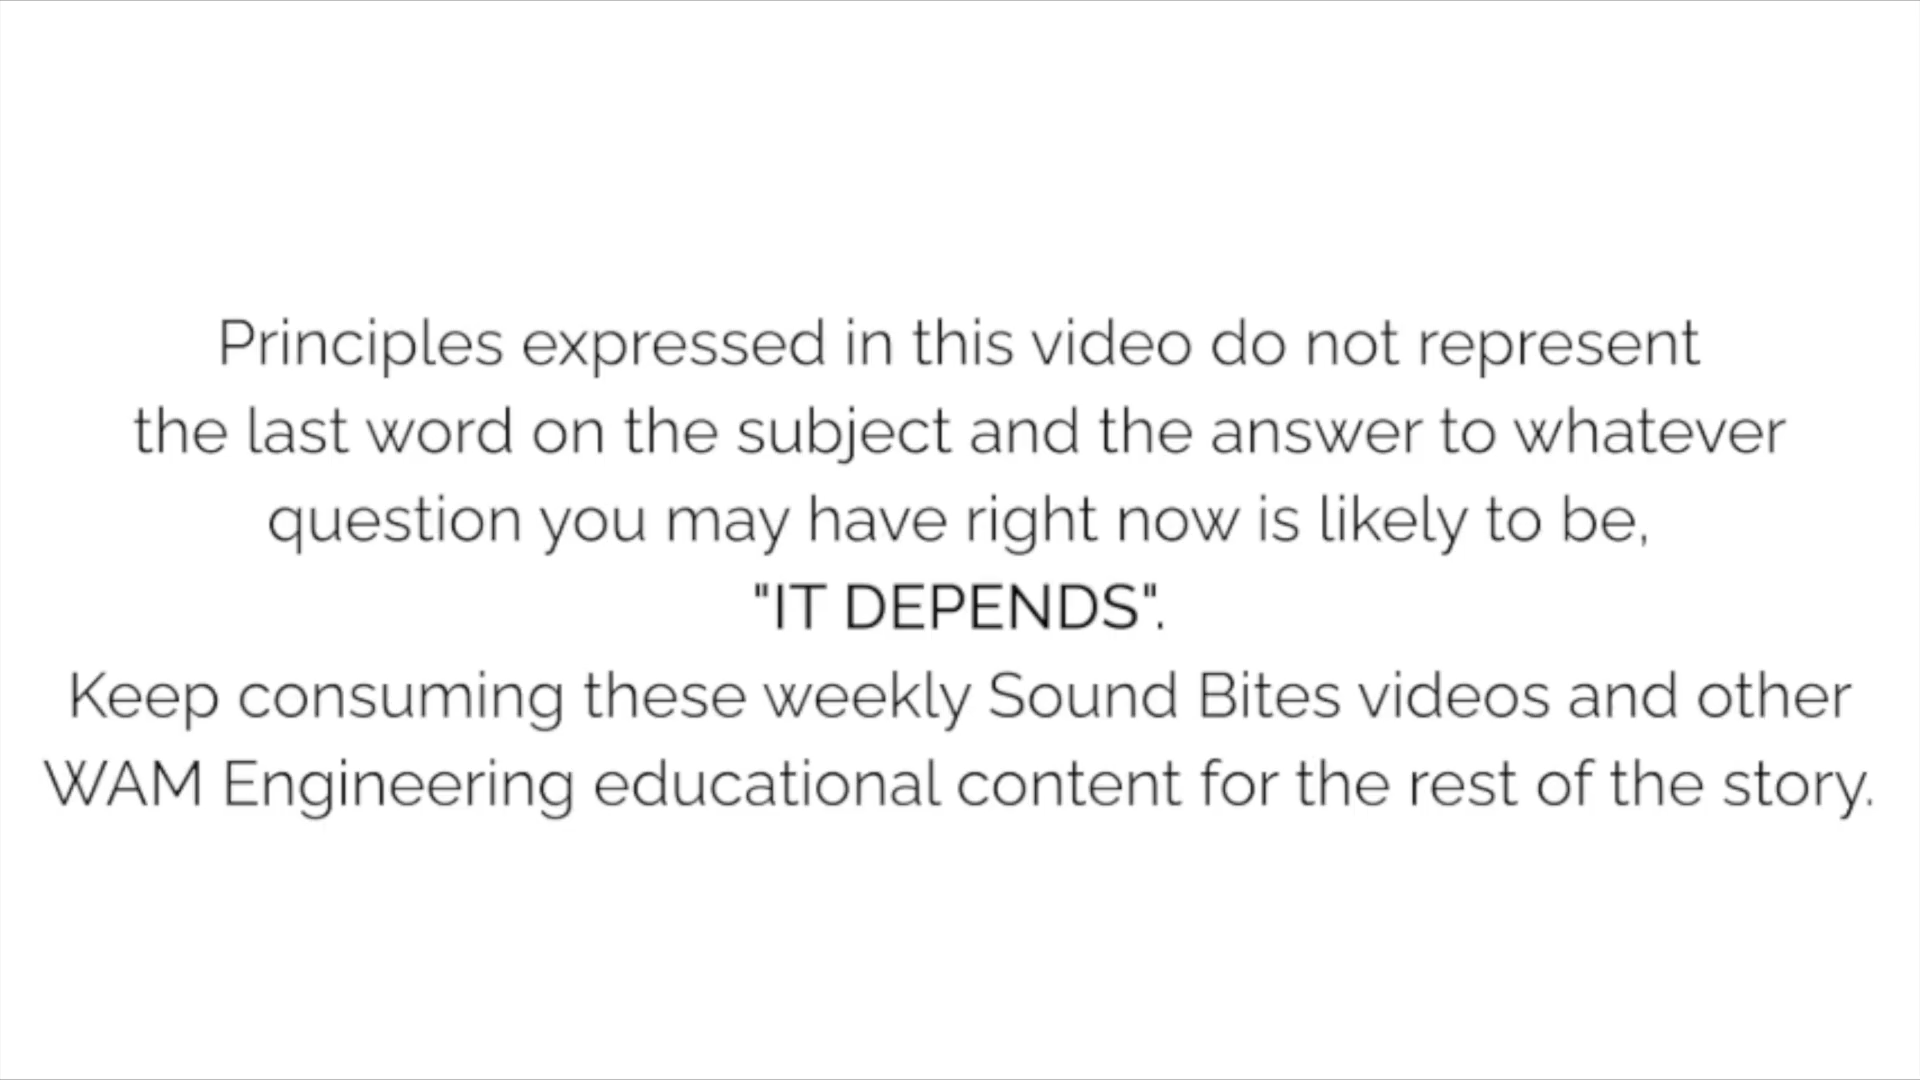 Principles expressed in this video do not represent
the last word on the subject and the answer to whatever
question you may have right now is likely to be,
"IT DEPENDS".
Keep consuming these weekly Sound Bites videos and other
WAM Engineering educational content for the rest of the story.